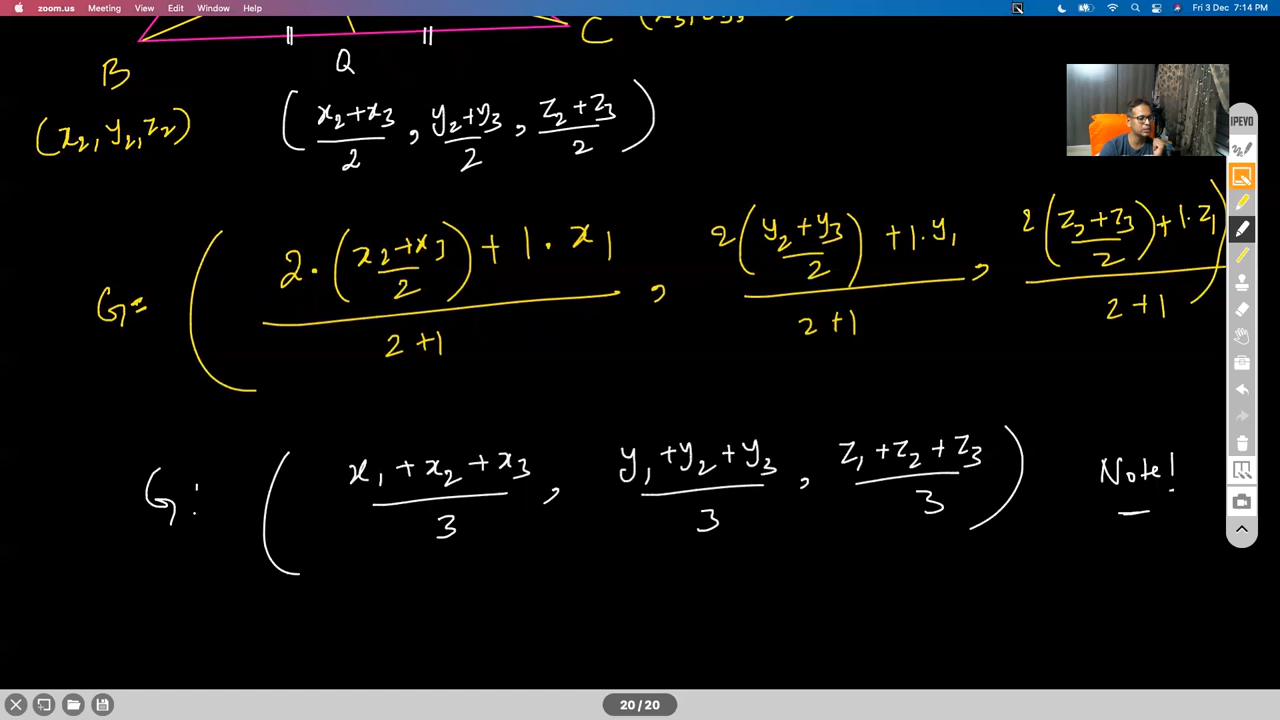 zoom.us Meeting View Edit Window Help Fri 3 Dec 7:14 PM
B Q C
(x₂, y₂, z₂) ( (x₂+x₃)/2 , (y₂+y₃)/2 , (z₂+z₃)/2 )
IPEVO
G= ( (2·((x₂+x₃)/2) + 1·x₁)/(2+1) , (2((y₂+y₃)/2) + 1·y₁)/(2+1) , (2((z₂+z₃)/2) + 1·z₁)/(2+1) )
G: ( (x₁+x₂+x₃)/3 , (y₁+y₂+y₃)/3 , (z₁+z₂+z₃)/3 ) Note!
20 / 20